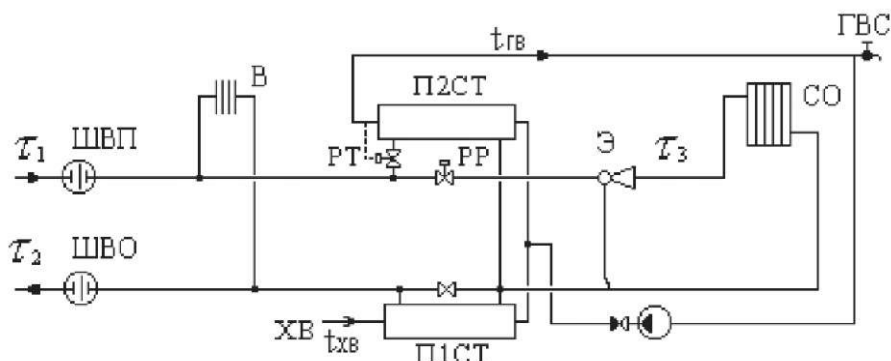 ГВС
tГВ
В
П2СТ
СО
ШВП
Э
τ1
РТ
РР
τ3
ШВО
τ2
ХВ
tХВ
П1СТ